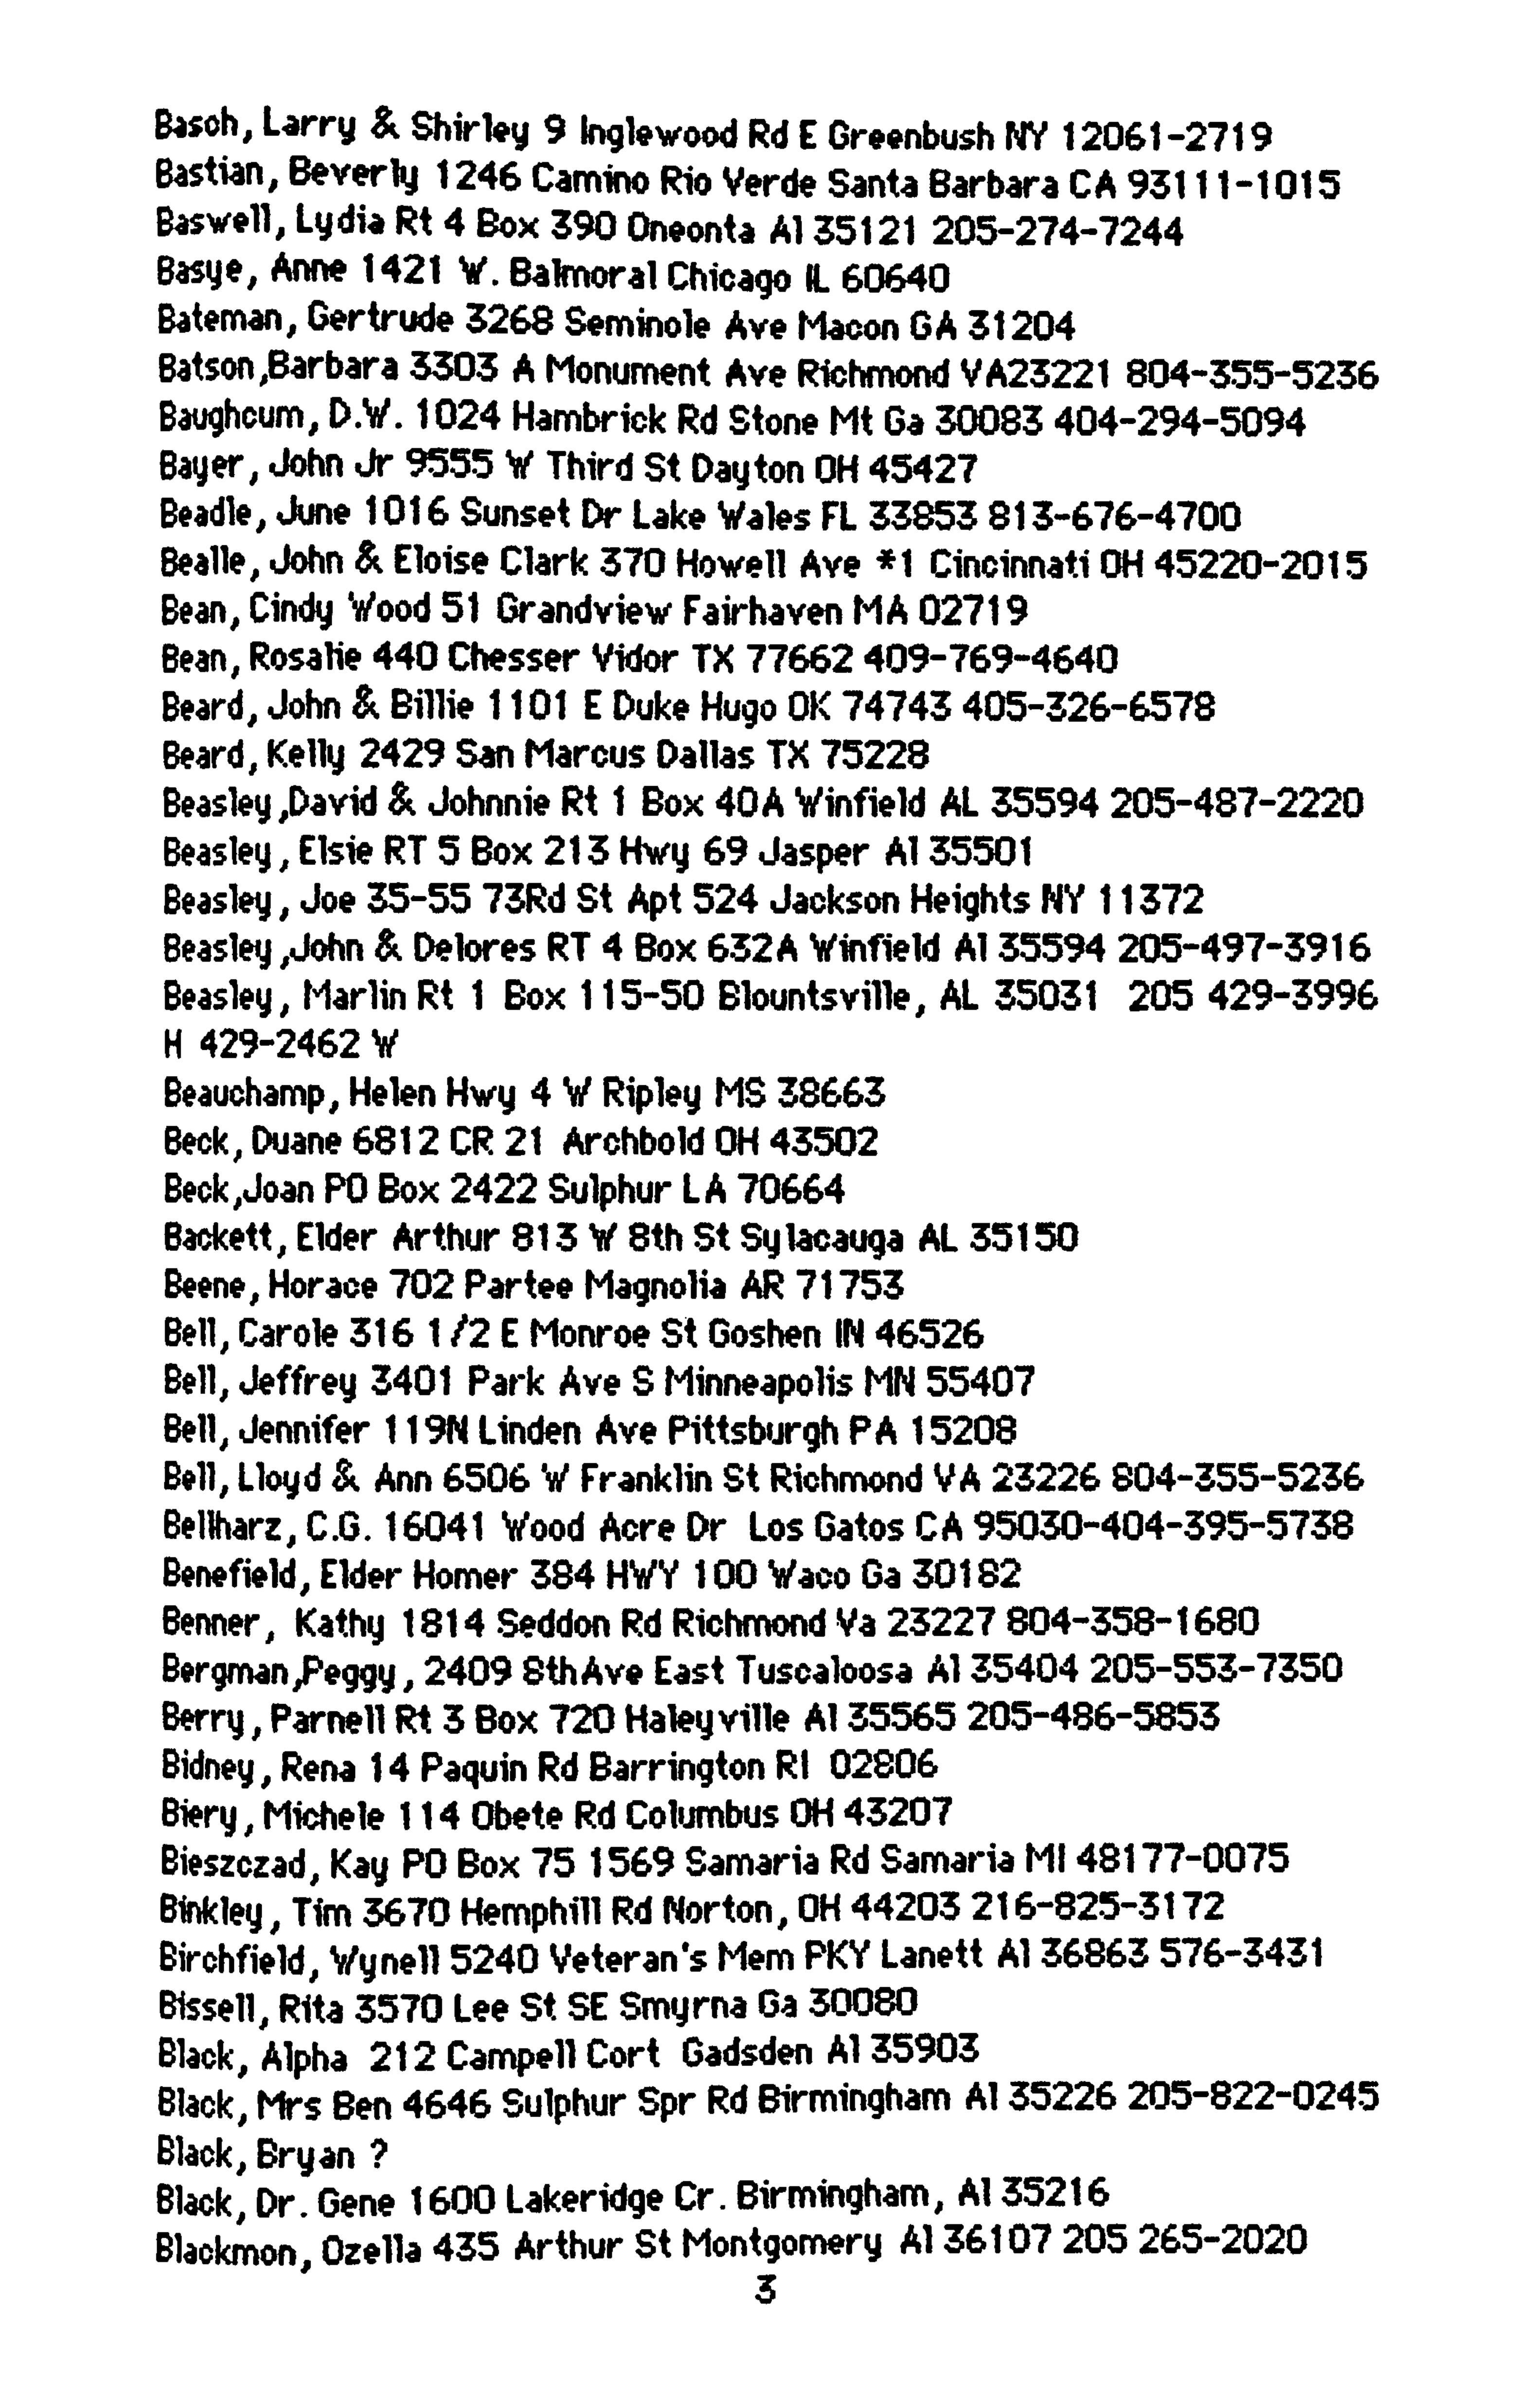 Basch, Larry & Shirley 9 Inglewood Rd E Greenbush NY 12061-2719
Bastian, Beverly 1246 Camino Rio Verde Santa Barbara CA 93111-1015
Baswell, Lydia Rt 4 Box 390 Oneonta Al 35121 205-274-7244
Basye, Anne 1421 W. Balmoral Chicago IL 60640
Bateman, Gertrude 3268 Seminole Ave Macon GA 31204
Batson,Barbara 3303 A Monument Ave Richmond VA23221 804-355-5236
Baughcum, D.W. 1024 Hambrick Rd Stone Mt Ga 30083 404-294-5094
Bayer, John Jr 9555 W Third St Dayton OH 45427
Beadle, June 1016 Sunset Dr Lake Wales FL 33853 813-676-4700
Bealle, John & Eloise Clark 370 Howell Ave *1 Cincinnati OH 45220-2015
Bean, Cindy Wood 51 Grandview Fairhaven MA 02719
Bean, Rosalie 440 Chesser Vidor TX 77662 409-769-4640
Beard, John & Billie 1101 E Duke Hugo OK 74743 405-326-6578
Beard, Kelly 2429 San Marcus Dallas TX 75228
Beasley,David & Johnnie Rt 1 Box 40A Winfield AL 35594 205-487-2220
Beasley, Elsie RT 5 Box 213 Hwy 69 Jasper Al 35501
Beasley, Joe 35-55 73Rd St Apt 524 Jackson Heights NY 11372
Beasley,John & Delores RT 4 Box 632A Winfield Al 35594 205-497-3916
Beasley, Marlin Rt 1 Box 115-50 Blountsville, AL 35031 205 429-3996
H 429-2462 W
Beauchamp, Helen Hwy 4 W Ripley MS 38663
Beck, Duane 6812 CR 21 Archbold OH 43502
Beck,Joan PO Box 2422 Sulphur LA 70664
Backett, Elder Arthur 813 W 8th St Sylacauga AL 35150
Beene, Horace 702 Partee Magnolia AR 71753
Bell, Carole 316 1/2 E Monroe St Goshen IN 46526
Bell, Jeffrey 3401 Park Ave S Minneapolis MN 55407
Bell, Jennifer 119N Linden Ave Pittsburgh PA 15208
Bell, Lloyd & Ann 6506 W Franklin St Richmond VA 23226 804-355-5236
Bellharz, C.G. 16041 Wood Acre Dr Los Gatos CA 95030-404-395-5738
Benefield, Elder Homer 384 HWY 100 Waco Ga 30182
Benner, Kathy 1814 Seddon Rd Richmond Va 23227 804-358-1680
Bergman,Peggy, 2409 8thAve East Tuscaloosa Al 35404 205-553-7350
Berry, Parnell Rt 3 Box 720 Haleyville Al 35565 205-486-5853
Bidney, Rena 14 Paquin Rd Barrington RI 02806
Biery, Michele 114 Obete Rd Columbus OH 43207
Bieszczad, Kay PO Box 75 1569 Samaria Rd Samaria MI 48177-0075
Binkley, Tim 3670 Hemphill Rd Norton, OH 44203 216-825-3172
Birchfield, Wynell 5240 Veteran's Mem PKY Lanett Al 36863 576-3431
Bissell, Rita 3570 Lee St SE Smyrna Ga 30080
Black, Alpha 212 Campell Cort Gadsden Al 35903
Black, Mrs Ben 4646 Sulphur Spr Rd Birmingham Al 35226 205-822-0245
Black, Bryan ?
Black, Dr. Gene 1600 Lakeridge Cr. Birmingham, Al 35216
Blackmon, Ozella 435 Arthur St Montgomery Al 36107 205 265-2020
3